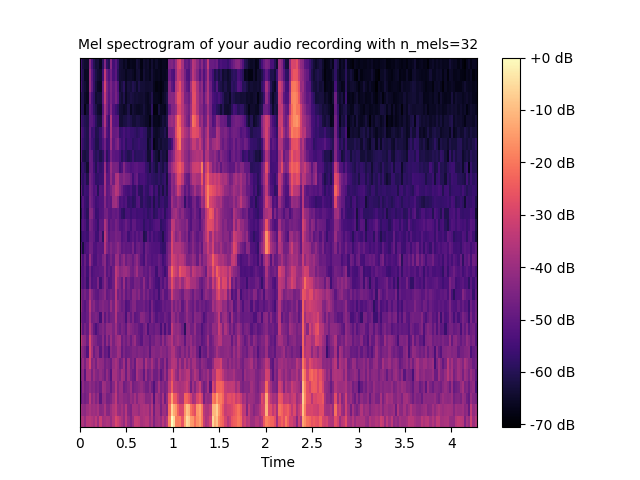 Mel spectrogram of your audio recording with n_mels=32
+0 dB
-10 dB
-20 dB
-30 dB
-40 dB
-50 dB
-60 dB
-70 dB
0 0.5 1 1.5 2 2.5 3 3.5 4
Time